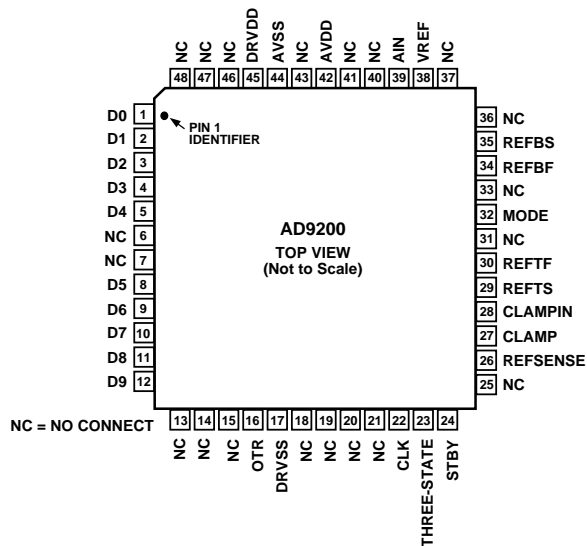 NC NC NC DRVDD AVSS NC AVDD NC NC AIN VREF NC
48 47 46 45 44 43 42 41 40 39 38 37
D0 1
D1 2
D2 3
D3 4
D4 5
NC 6
NC 7
D5 8
D6 9
D7 10
D8 11
D9 12
PIN 1
IDENTIFIER
AD9200
TOP VIEW
(Not to Scale)
36 NC
35 REFBS
34 REFBF
33 NC
32 MODE
31 NC
30 REFTF
29 REFTS
28 CLAMPIN
27 CLAMP
26 REFSENSE
25 NC
NC = NO CONNECT
13 14 15 16 17 18 19 20 21 22 23 24
NC NC NC OTR DRVSS NC NC NC NC CLK THREE-STATE STBY